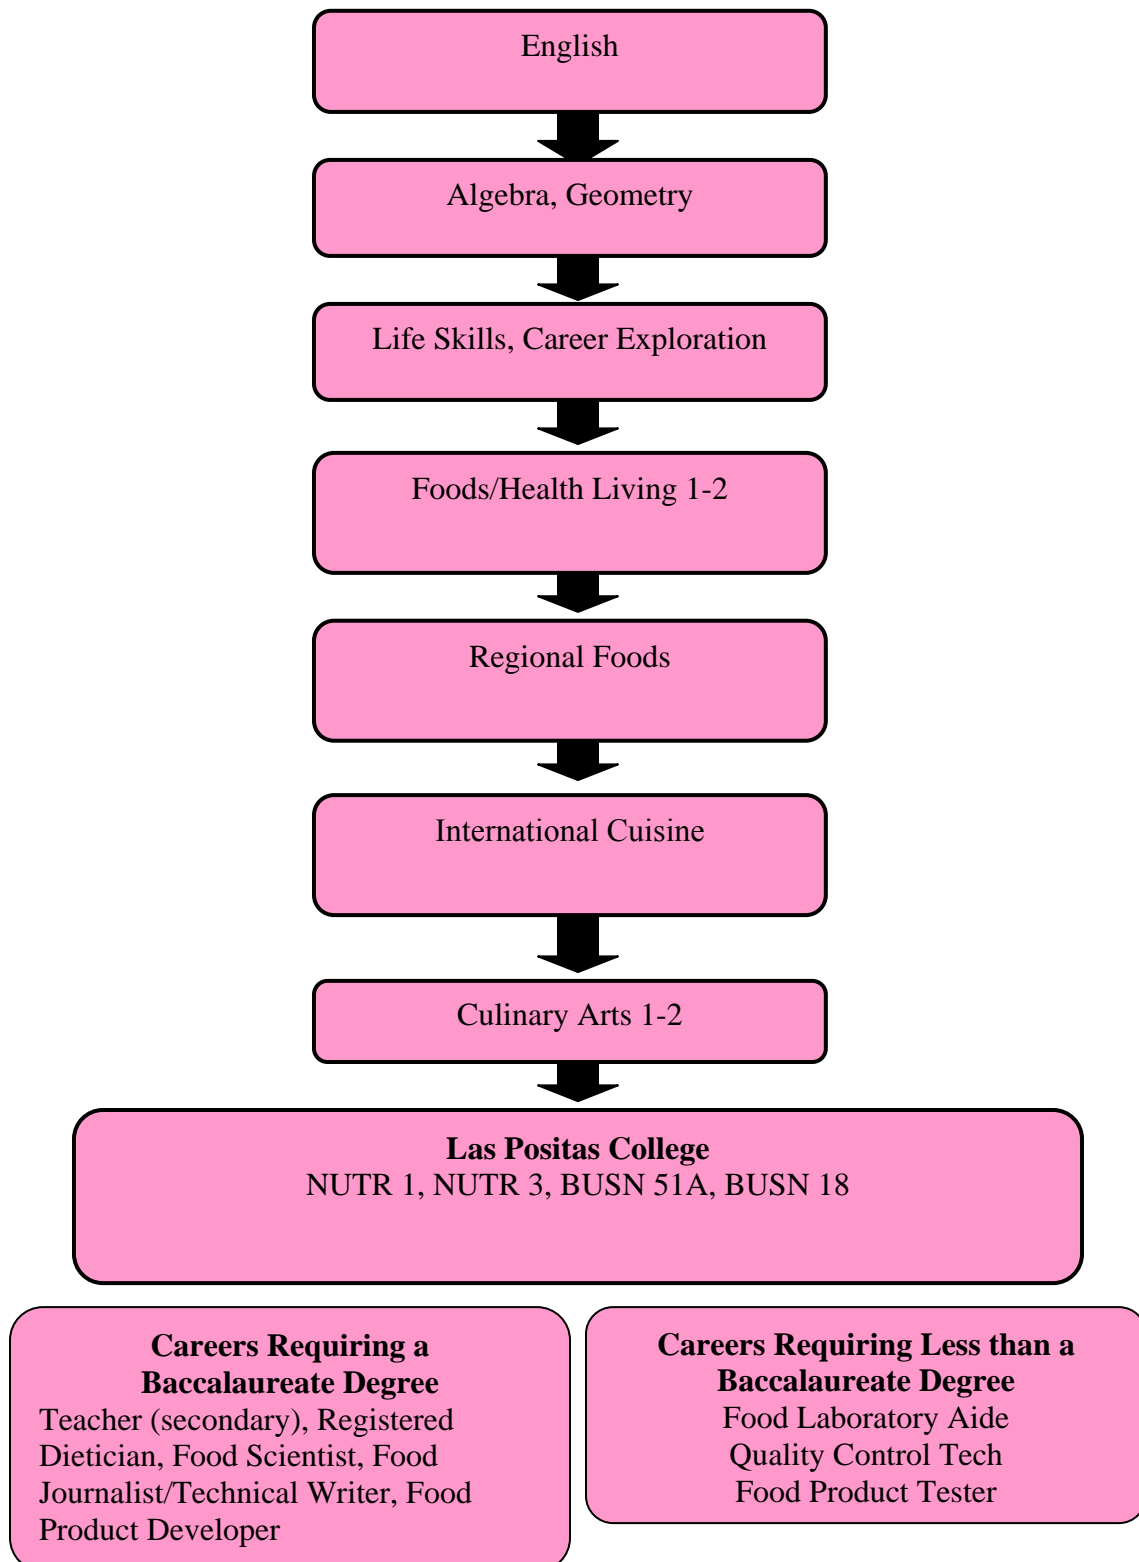 English
Algebra, Geometry
Life Skills, Career Exploration
Foods/Health Living 1-2
Regional Foods
International Cuisine
Culinary Arts 1-2
Las Positas College
NUTR 1, NUTR 3, BUSN 51A, BUSN 18
Careers Requiring a
Baccalaureate Degree
Teacher (secondary), Registered
Dietician, Food Scientist, Food
Journalist/Technical Writer, Food
Product Developer
Careers Requiring Less than a
Baccalaureate Degree
Food Laboratory Aide
Quality Control Tech
Food Product Tester